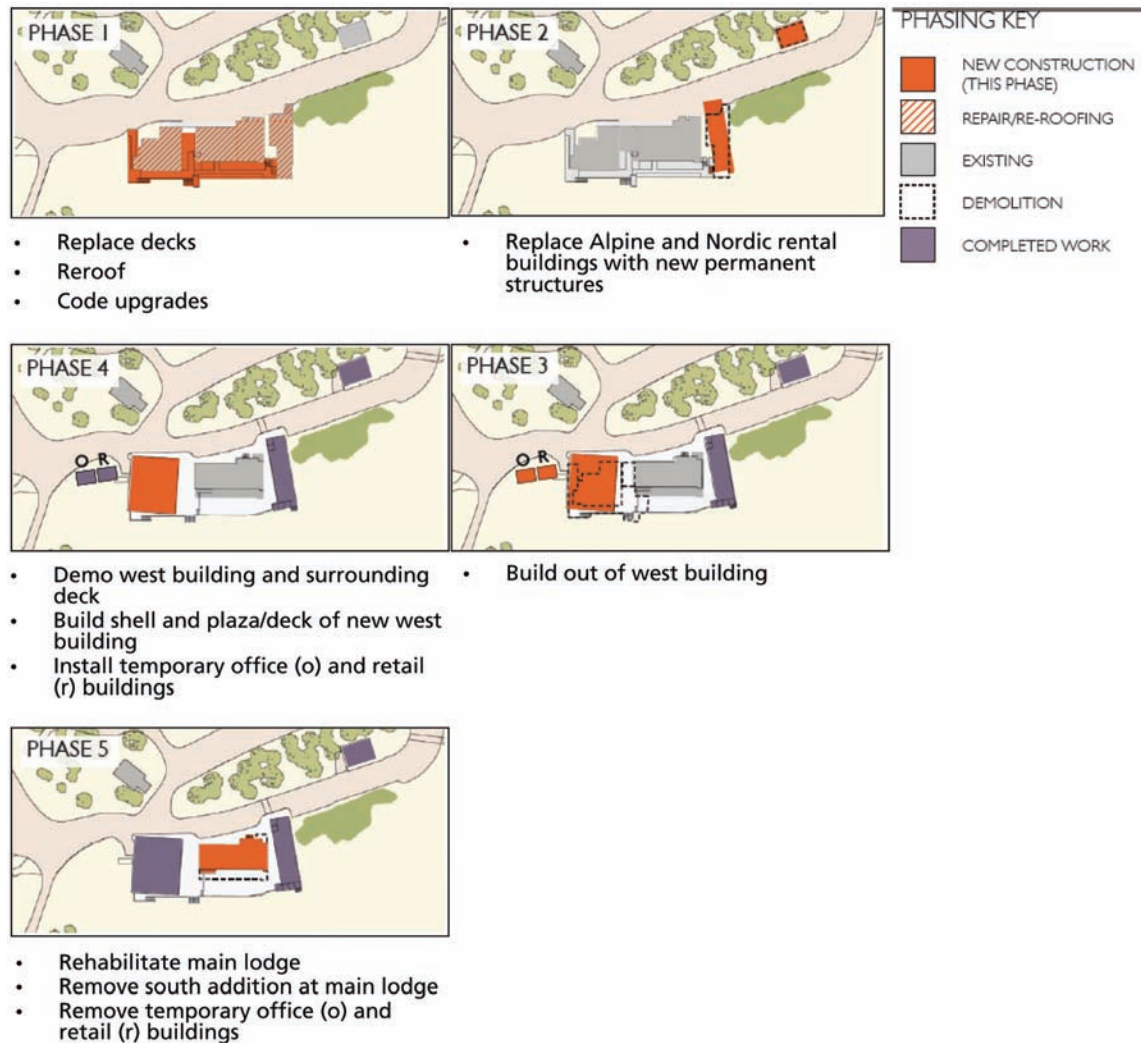 PHASE 1
• Replace decks
• Reroof
• Code upgrades
PHASE 2
• Replace Alpine and Nordic rental
buildings with new permanent
structures
PHASING KEY
NEW CONSTRUCTION
(THIS PHASE)
REPAIR/RE-ROOFING
EXISTING
DEMOLITION
COMPLETED WORK
PHASE 4
O R
• Demo west building and surrounding
deck
• Build shell and plaza/deck of new west
building
• Install temporary office (o) and retail
(r) buildings
PHASE 3
O R
• Build out of west building
PHASE 5
• Rehabilitate main lodge
• Remove south addition at main lodge
• Remove temporary office (o) and
retail (r) buildings